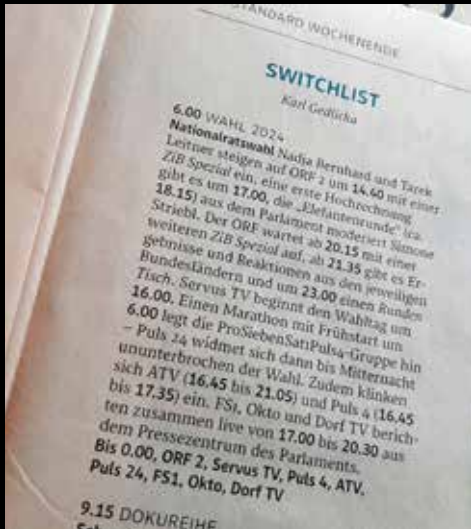 STANDARD WOCHENENDE
SWITCHLIST
Karl Gedlicka
6.00 WAHL 2024
Nationalratswahl Nadja Bernhard und Tarek
Leitner steigen auf ORF 2 um 14.40 mit einer
ZiB Spezial ein, eine erste Hochrechnung
gibt es um 17.00, die „Elefantenrunde“ (ca.
18.15) aus dem Parlament moderiert Simone
Stribl. Der ORF wartet ab 20.15 mit einer
weiteren ZiB Spezial auf, ab 21.35 gibt es Er-
gebnisse und Reaktionen aus den jeweiligen
Bundesländern und um 23.00 einen Runden
Tisch. Servus TV beginnt den Wahltag um
16.00. Einen Marathon mit Frühstart um
6.00 legt die ProSiebenSat1Puls4-Gruppe hin
– Puls 24 widmet sich dann bis Mitternacht
ununterbrochen der Wahl. Zudem klinken
sich ATV (16.45 bis 21.05) und Puls 4 (16.45
bis 17.35) ein. FS1, Okto und Dorf TV berich-
ten zusammen live von 17.00 bis 20.30 aus
dem Pressezentrum des Parlaments.
Bis 0.00, ORF 2, Servus TV, Puls 4, ATV,
Puls 24, FS1, Okto, Dorf TV
9.15 DOKUREIHE